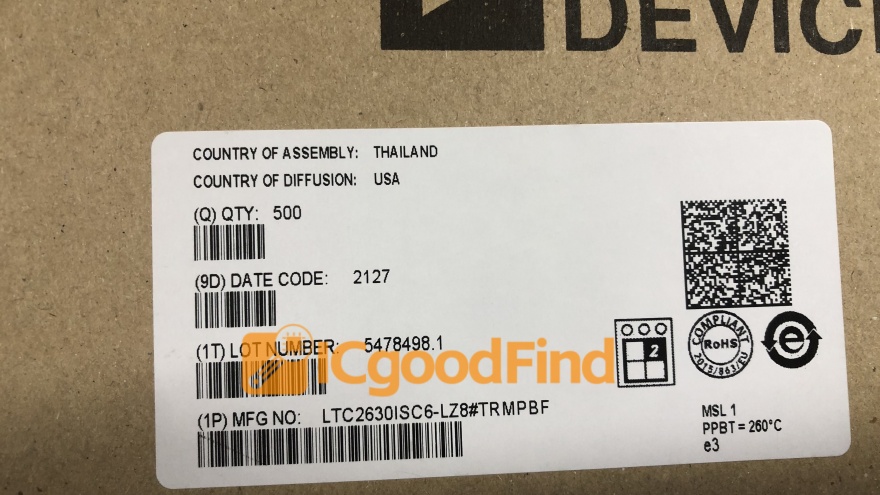 DEVIC
COUNTRY OF ASSEMBLY: THAILAND
COUNTRY OF DIFFUSION: USA
(Q) QTY: 500
(9D) DATE CODE: 2127
(1T) LOT NUMBER: 5478498.1
ICgoodFind
2
COMPLIANT
RoHS
2015/863/EU
e
(1P) MFG NO: LTC2630ISC6-LZ8#TRMPBF
MSL 1
PPBT = 260°C
e3